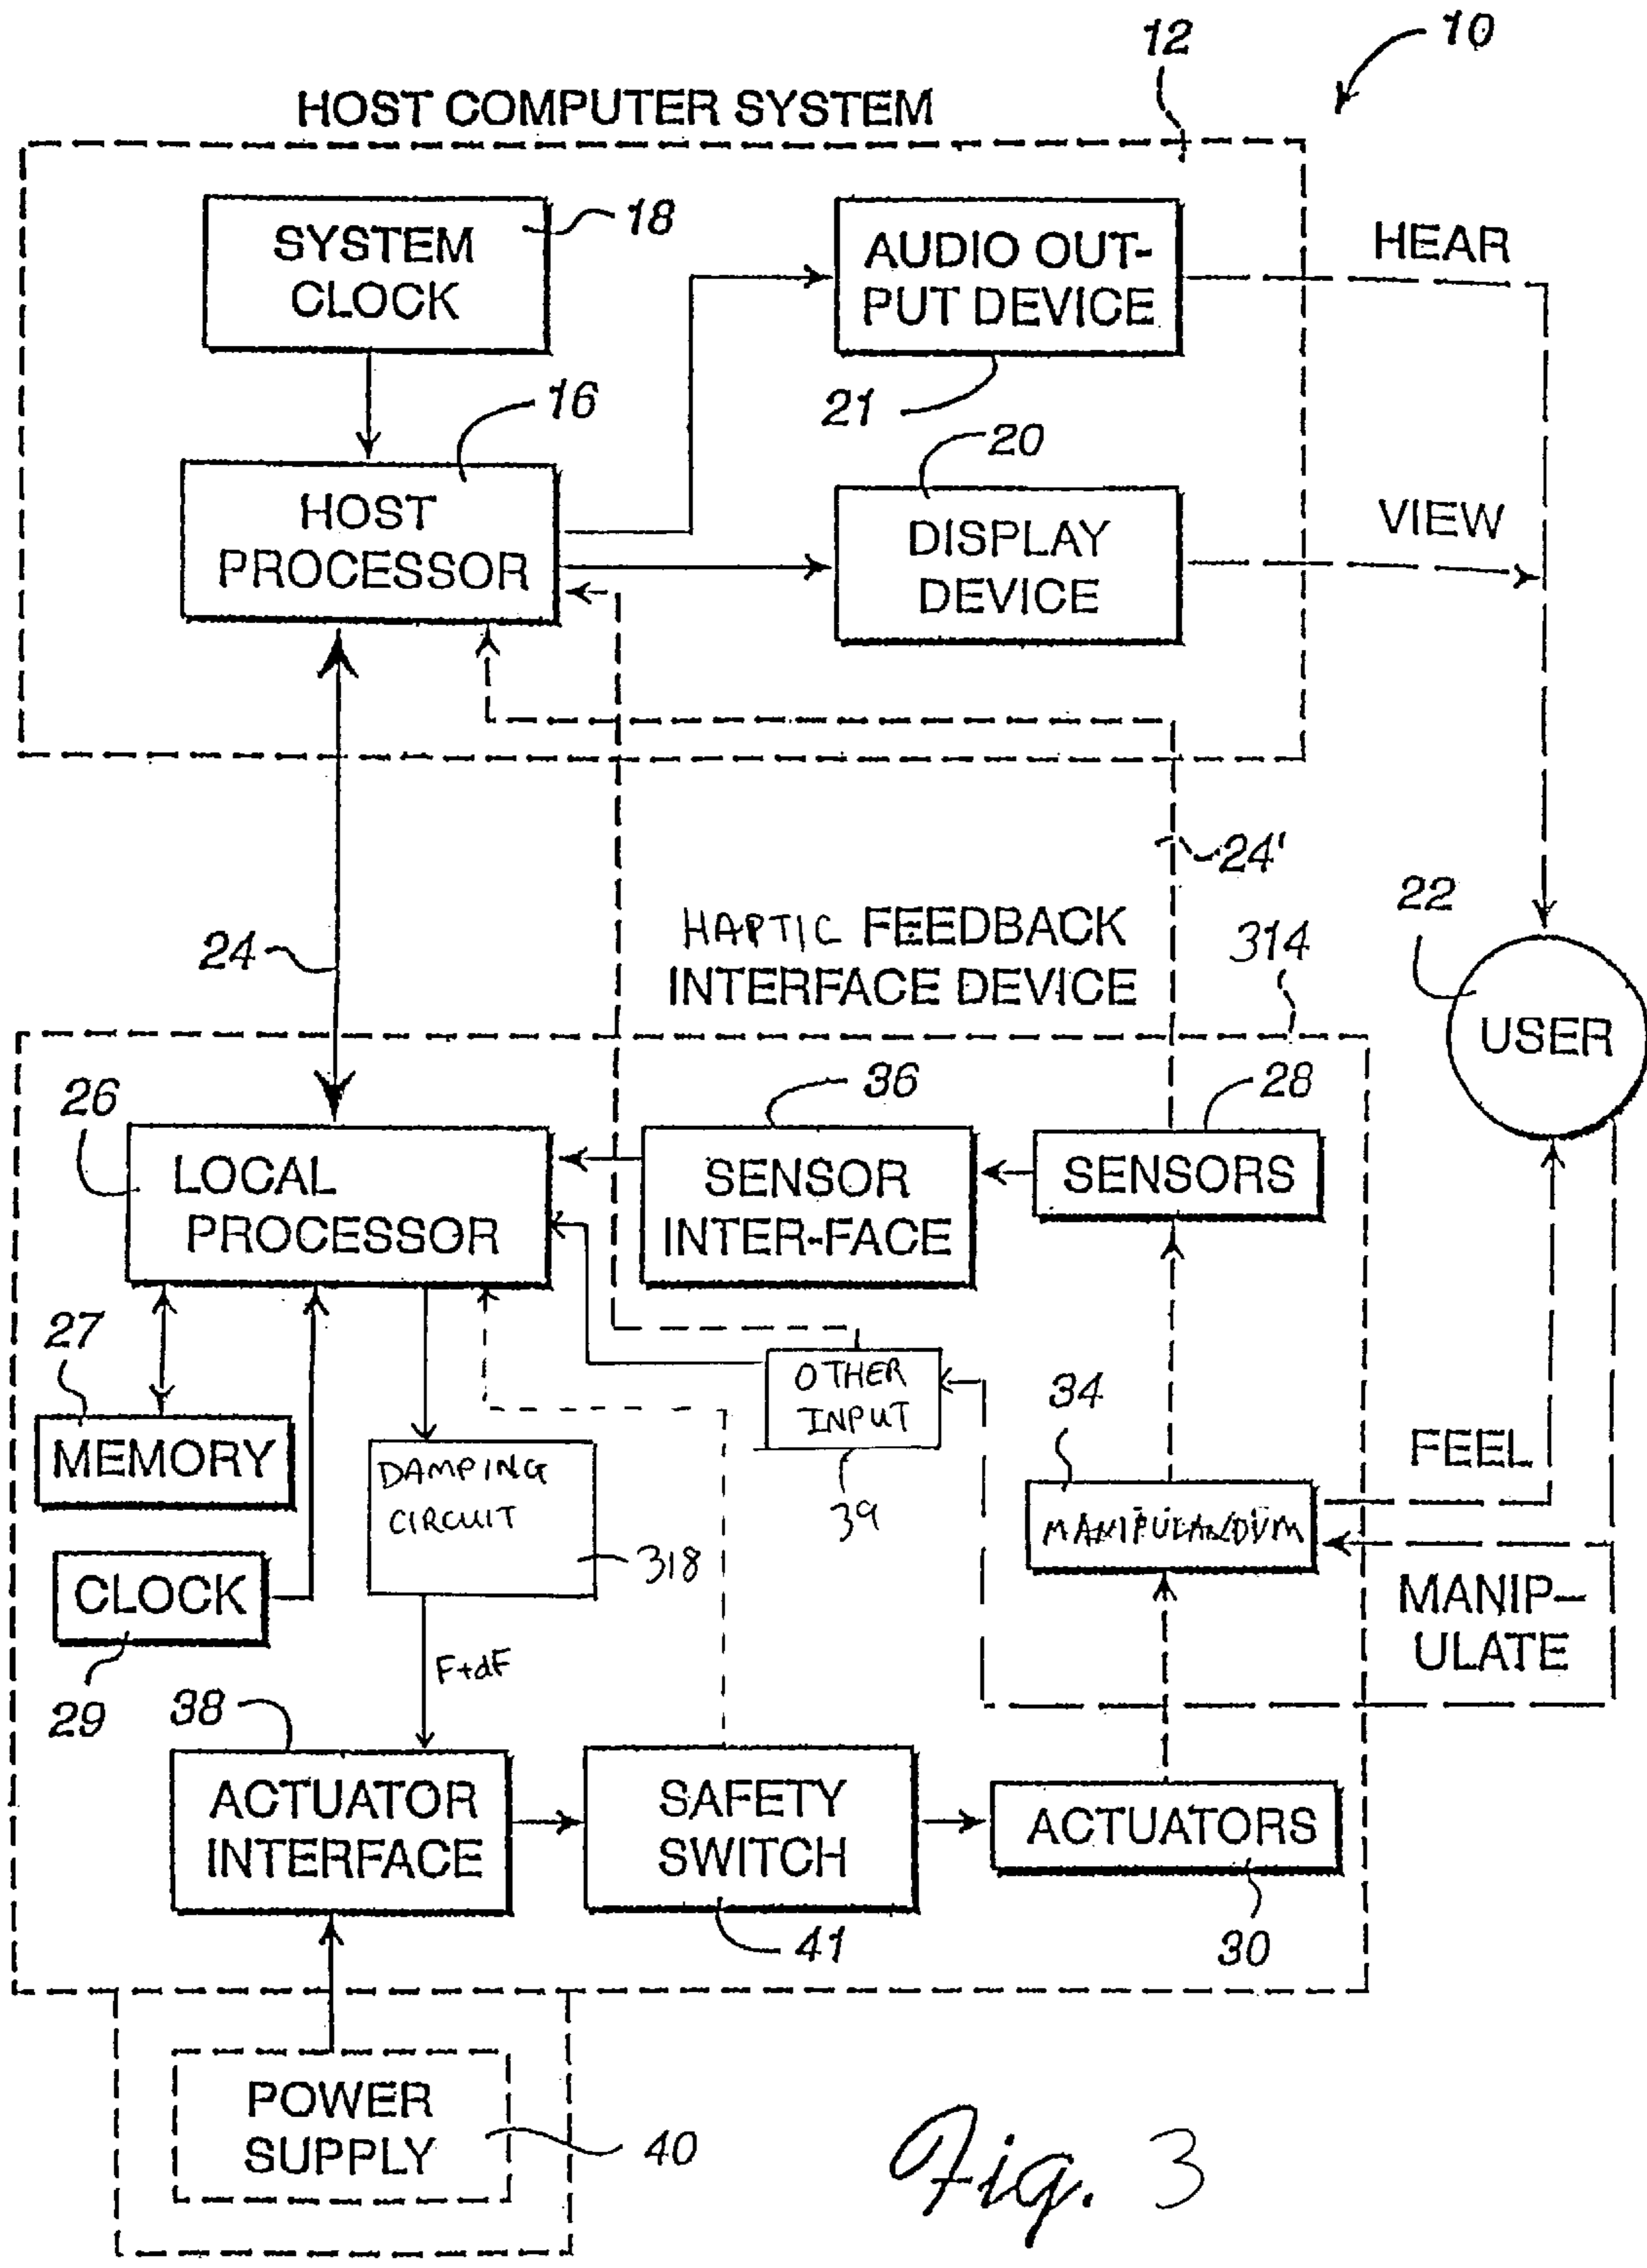 10
12
HOST COMPUTER SYSTEM
SYSTEM
CLOCK
18
AUDIO OUT-
PUT DEVICE
HEAR
21
16
20
HOST
PROCESSOR
DISPLAY
DEVICE
VIEW
24'
24
HAPTIC FEEDBACK
INTERFACE DEVICE
314
22
USER
26
36
28
LOCAL
PROCESSOR
SENSOR
INTER-FACE
SENSORS
27
MEMORY
OTHER
INPUT
39
34
MANIPULANDUM
FEEL
MANIP-
ULATE
DAMPING
CIRCUIT
318
CLOCK
29
F+dF
38
ACTUATOR
INTERFACE
SAFETY
SWITCH
41
ACTUATORS
30
POWER
SUPPLY
40
Fig. 3